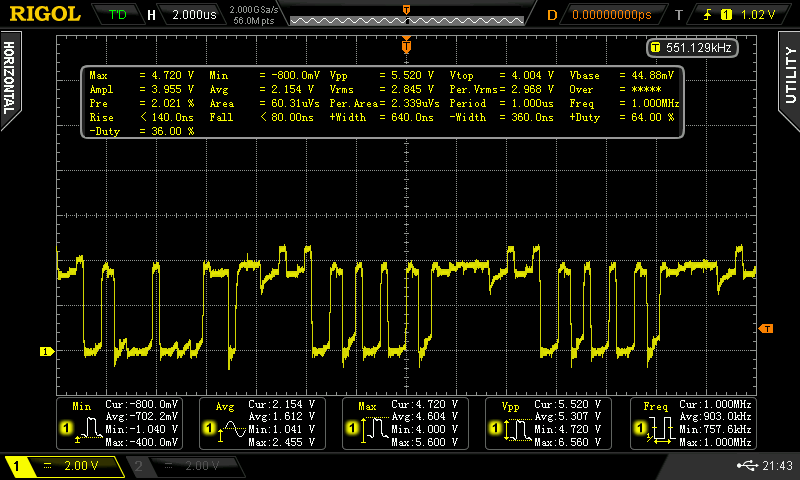 RIGOL T'D H 2.000us 2.000GSa/s 56.0M pts D 0.00000000ps T 1 1.02 V
HORIZONTAL
UTILITY
T
T 551.129kHz
Max = 4.720 V Min = -800.0mV Vpp = 5.520 V Vtop = 4.004 V Vbase = 44.88mV
Ampl = 3.955 V Avg = 2.154 V Vrms = 2.845 V Per.Vrms= 2.968 V Over = *****
Pre = 2.021 % Area = 60.31uVs Per.Area= 2.339uVs Period = 1.000us Freq = 1.000MHz
Rise < 140.0ns Fall < 80.00ns +Width = 640.0ns -Width = 360.0ns +Duty = 64.00 %
-Duty = 36.00 %
T
1
Min Cur:-800.0mV Avg:-702.2mV Min:-1.040 V Max:-400.0mV
1
Avg Cur:2.154 V Avg:1.612 V Min:1.041 V Max:2.455 V
1
Max Cur:4.720 V Avg:4.604 V Min:4.000 V Max:5.600 V
1
Vpp Cur:5.520 V Avg:5.307 V Min:4.720 V Max:6.560 V
1
Freq Cur:1.000MHz Avg:903.0kHz Min:757.6kHz Max:1.000MHz
1
1 = 2.00 V 2 = 2.00 V 21:43